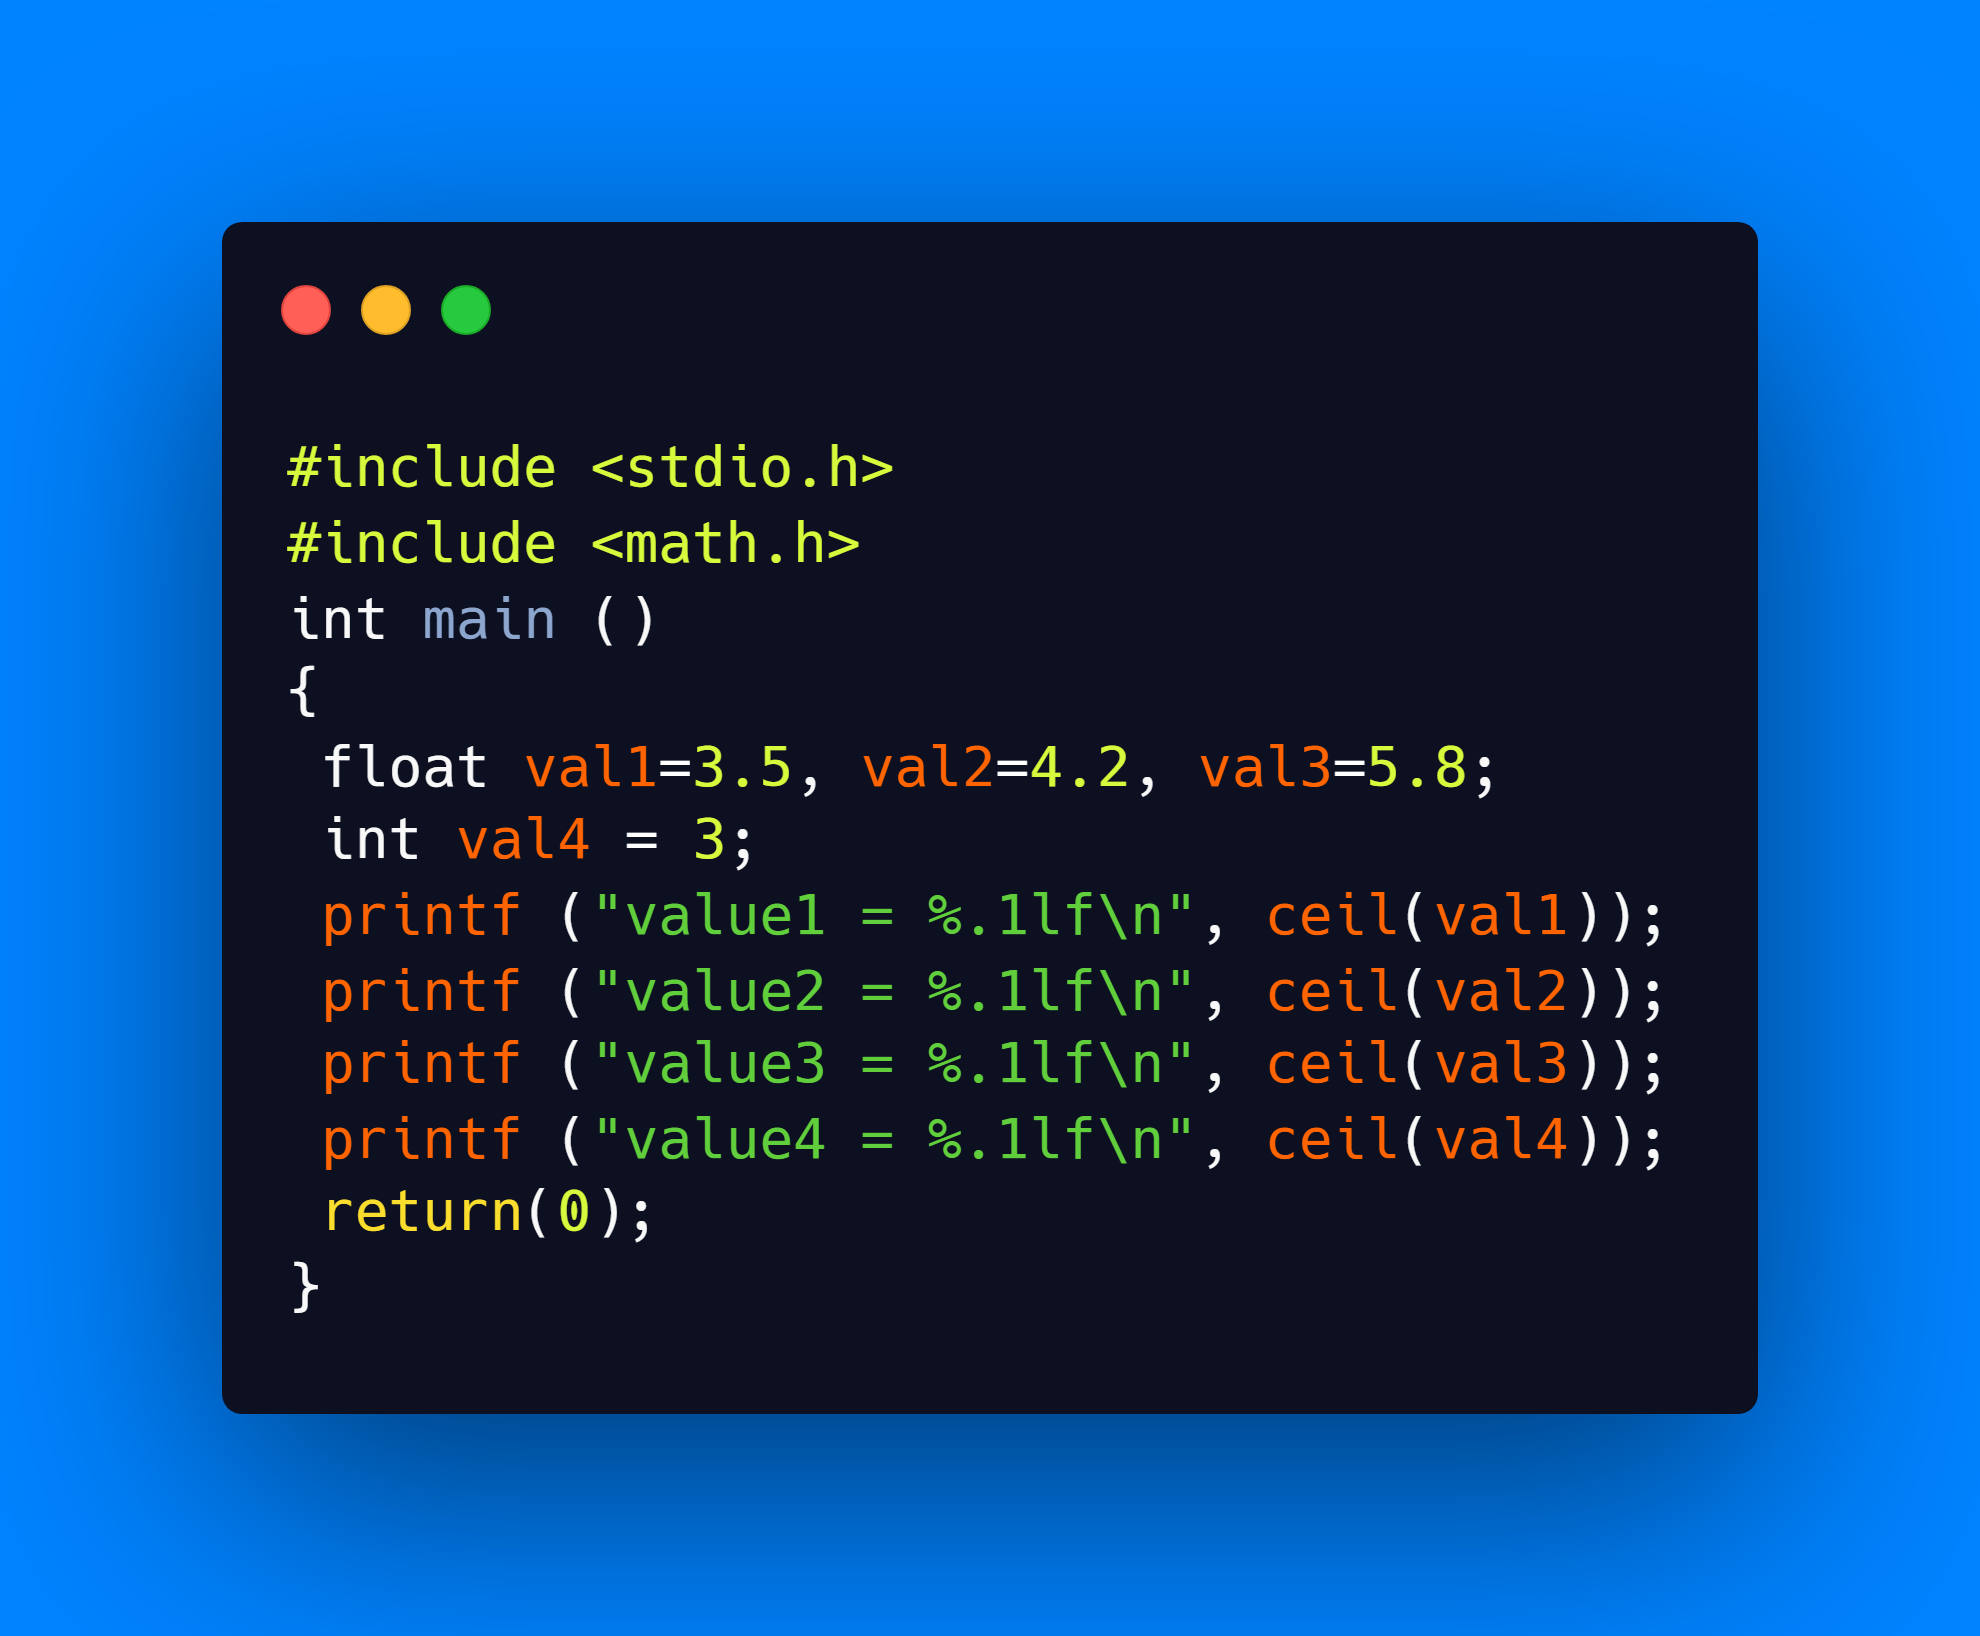 #include <stdio.h>
#include <math.h>
int main ()
{
 float val1=3.5, val2=4.2, val3=5.8;
 int val4 = 3;
 printf ("value1 = %.1lf\n", ceil(val1));
 printf ("value2 = %.1lf\n", ceil(val2));
 printf ("value3 = %.1lf\n", ceil(val3));
 printf ("value4 = %.1lf\n", ceil(val4));
 return(0);
}